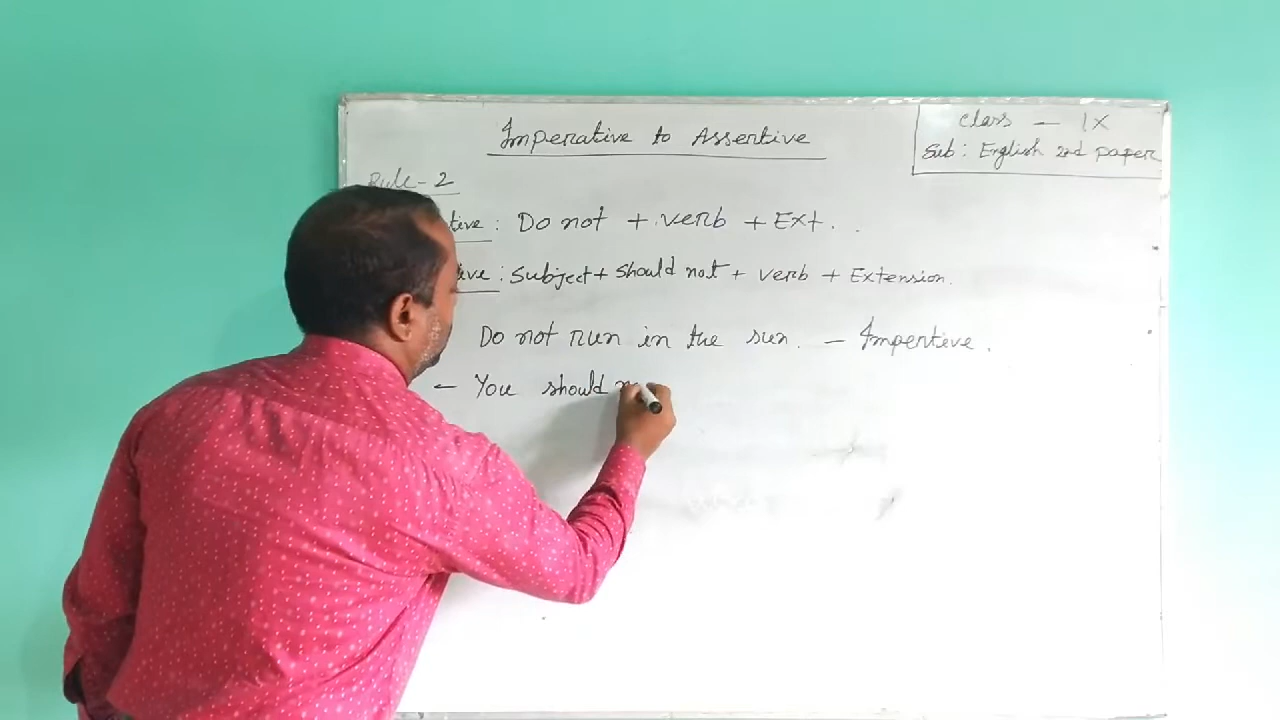 Imperative to Assertive
Class — IX
Sub: English 2nd paper
Rule-2
tive: Do not + verb + Ext.
ive: Subject + should not + verb + Extension.
Do not run in the sun. — Impertive.
— You should